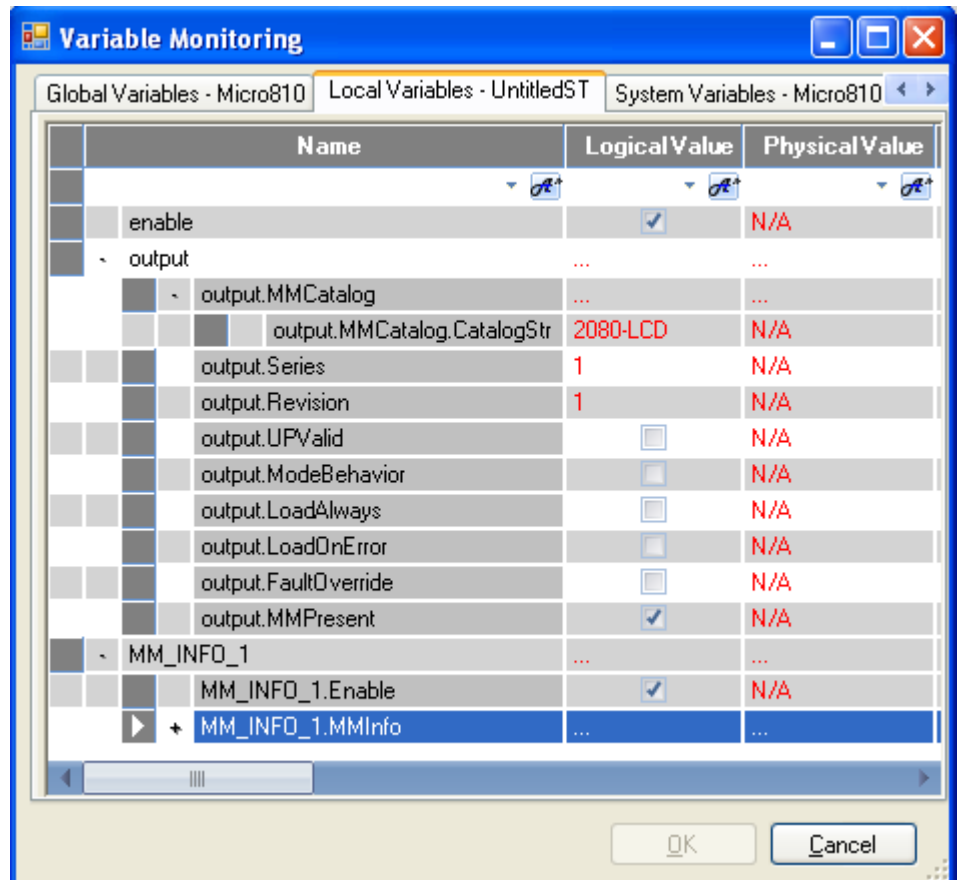 Variable Monitoring
Global Variables - Micro810 Local Variables - UntitledST System Variables - Micro810
Name Logical Value Physical Value
enable N/A
- output ... ...
- output.MMCatalog ... ...
output.MMCatalog.CatalogStr 2080-LCD N/A
output.Series 1 N/A
output.Revision 1 N/A
output.UPValid N/A
output.ModeBehavior N/A
output.LoadAlways N/A
output.LoadOnError N/A
output.FaultOverride N/A
output.MMPresent N/A
- MM_INFO_1 ... ...
MM_INFO_1.Enable N/A
+ MM_INFO_1.MMInfo ... ...
OK Cancel